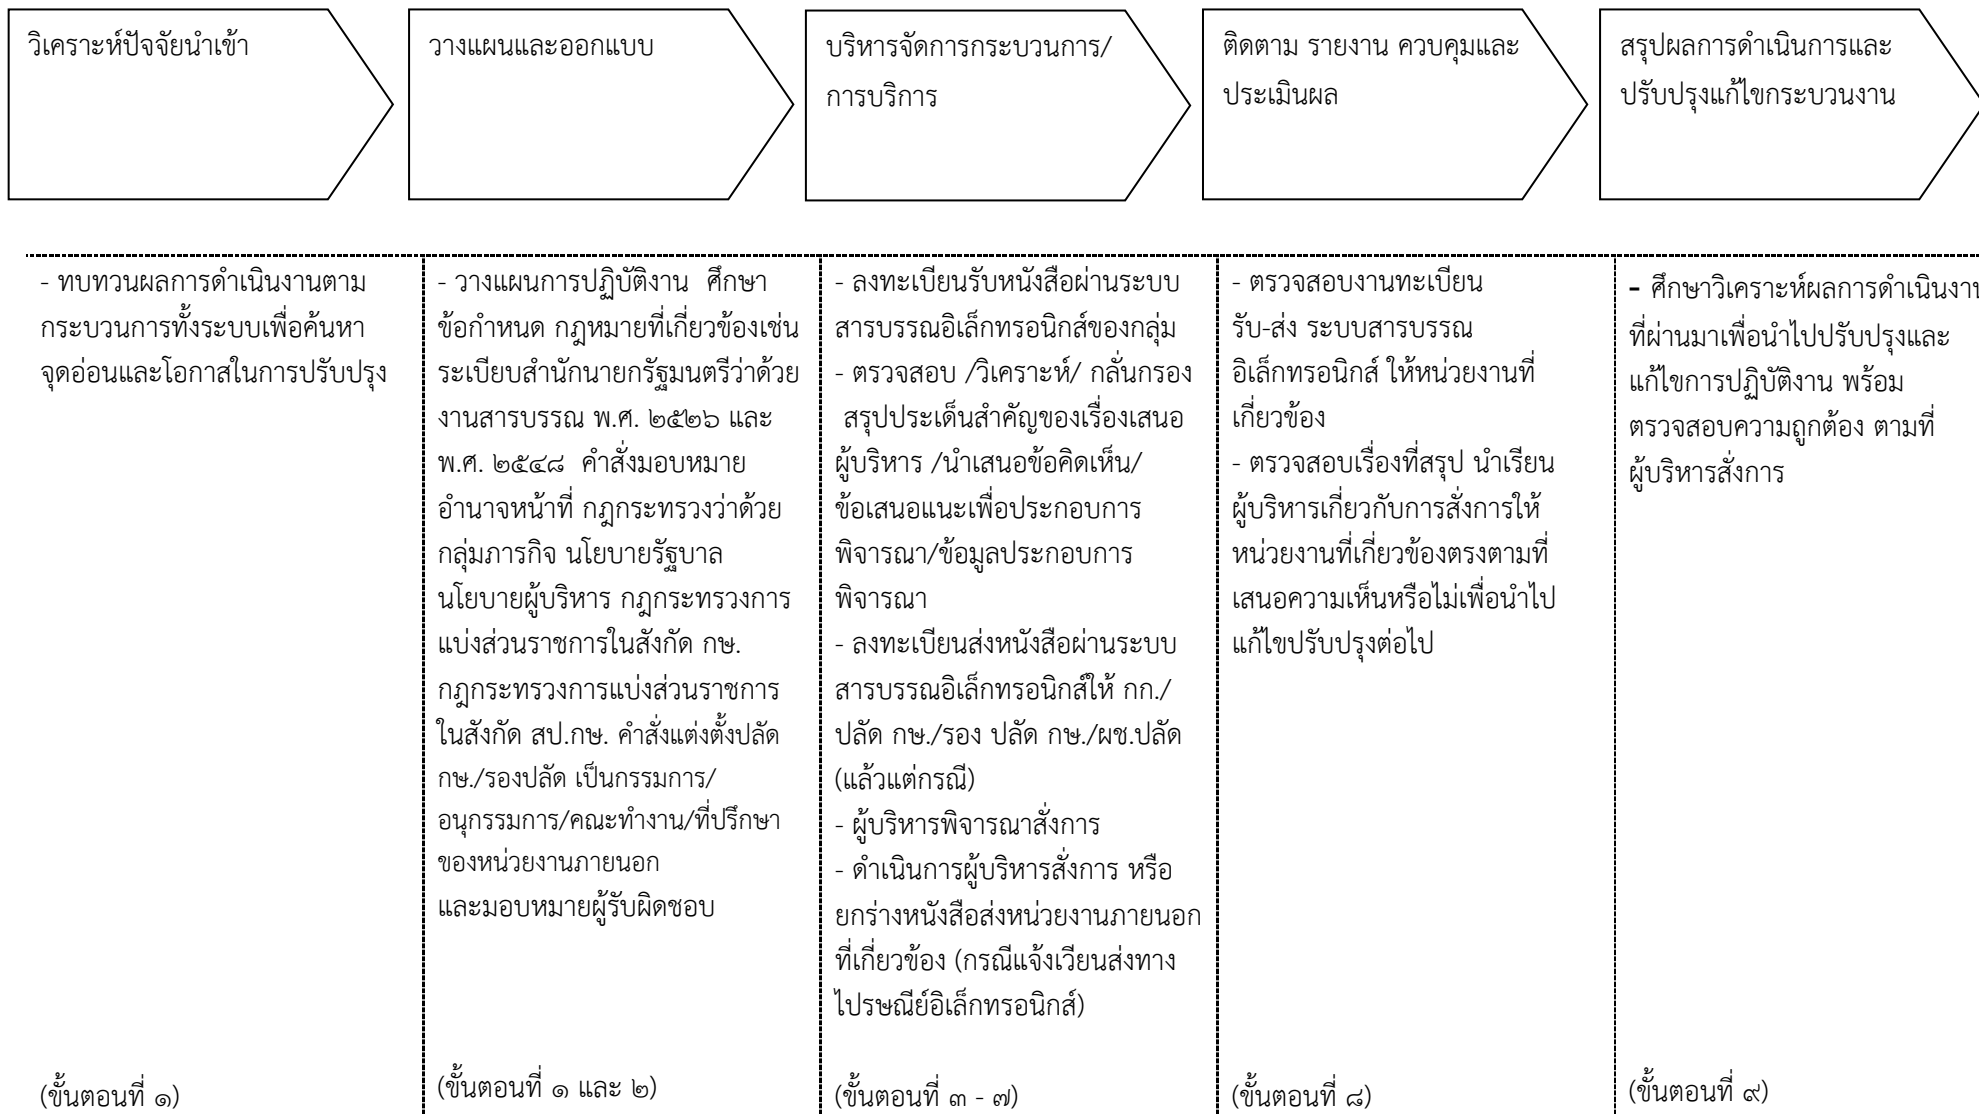 วิเคราะห์ปัจจัยนำเข้า
วางแผนและออกแบบ
บริหารจัดการกระบวนการ/
การบริการ
ติดตาม รายงาน ควบคุมและ
ประเมินผล
สรุปผลการดำเนินการและ
ปรับปรุงแก้ไขกระบวนงาน
- ทบทวนผลการดำเนินงานตาม
กระบวนการทั้งระบบเพื่อค้นหา
จุดอ่อนและโอกาสในการปรับปรุง
(ขั้นตอนที่ ๑)
- วางแผนการปฏิบัติงาน ศึกษา
ข้อกำหนด กฎหมายที่เกี่ยวข้องเช่น
ระเบียบสำนักนายกรัฐมนตรีว่าด้วย
งานสารบรรณ พ.ศ. ๒๕๒๖ และ
พ.ศ. ๒๕๔๘ คำสั่งมอบหมาย
อำนาจหน้าที่ กฎกระทรวงว่าด้วย
กลุ่มภารกิจ นโยบายรัฐบาล
นโยบายผู้บริหาร กฎกระทรวงการ
แบ่งส่วนราชการในสังกัด กษ.
กฎกระทรวงการแบ่งส่วนราชการ
ในสังกัด สป.กษ. คำสั่งแต่งตั้งปลัด
กษ./รองปลัด เป็นกรรมการ/
อนุกรรมการ/คณะทำงาน/ที่ปรึกษา
ของหน่วยงานภายนอก
และมอบหมายผู้รับผิดชอบ
(ขั้นตอนที่ ๑ และ ๒)
- ลงทะเบียนรับหนังสือผ่านระบบ
สารบรรณอิเล็กทรอนิกส์ของกลุ่ม
- ตรวจสอบ /วิเคราะห์/ กลั่นกรอง
สรุปประเด็นสำคัญของเรื่องเสนอ
ผู้บริหาร /นำเสนอข้อคิดเห็น/
ข้อเสนอแนะเพื่อประกอบการ
พิจารณา/ข้อมูลประกอบการ
พิจารณา
- ลงทะเบียนส่งหนังสือผ่านระบบ
สารบรรณอิเล็กทรอนิกส์ให้ กก./
ปลัด กษ./รอง ปลัด กษ./ผช.ปลัด
(แล้วแต่กรณี)
- ผู้บริหารพิจารณาสั่งการ
- ดำเนินการผู้บริหารสั่งการ หรือ
ยกร่างหนังสือส่งหน่วยงานภายนอก
ที่เกี่ยวข้อง (กรณีแจ้งเวียนส่งทาง
ไปรษณีย์อิเล็กทรอนิกส์)
(ขั้นตอนที่ ๓ - ๗)
- ตรวจสอบงานทะเบียน
รับ-ส่ง ระบบสารบรรณ
อิเล็กทรอนิกส์ ให้หน่วยงานที่
เกี่ยวข้อง
- ตรวจสอบเรื่องที่สรุป นำเรียน
ผู้บริหารเกี่ยวกับการสั่งการให้
หน่วยงานที่เกี่ยวข้องตรงตามที่
เสนอความเห็นหรือไม่เพื่อนำไป
แก้ไขปรับปรุงต่อไป
(ขั้นตอนที่ ๘)
- ศึกษาวิเคราะห์ผลการดำเนินงาน
ที่ผ่านมาเพื่อนำไปปรับปรุงและ
แก้ไขการปฏิบัติงาน พร้อม
ตรวจสอบความถูกต้อง ตามที่
ผู้บริหารสั่งการ
(ขั้นตอนที่ ๙)